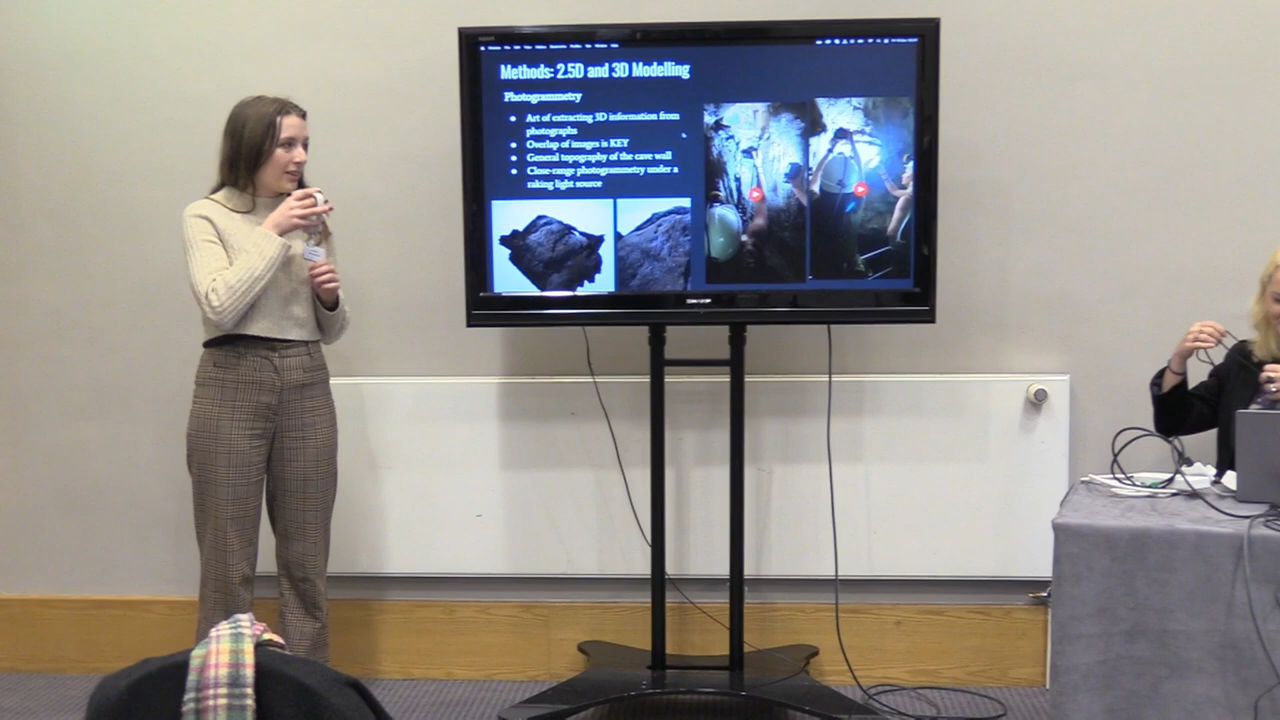 Methods: 2.5D and 3D Modelling
Photogrammetry
Art of extracting 3D information from
photographs
Overlap of images is KEY
General topography of the cave wall
Close-range photogrammetry under a
raking light source